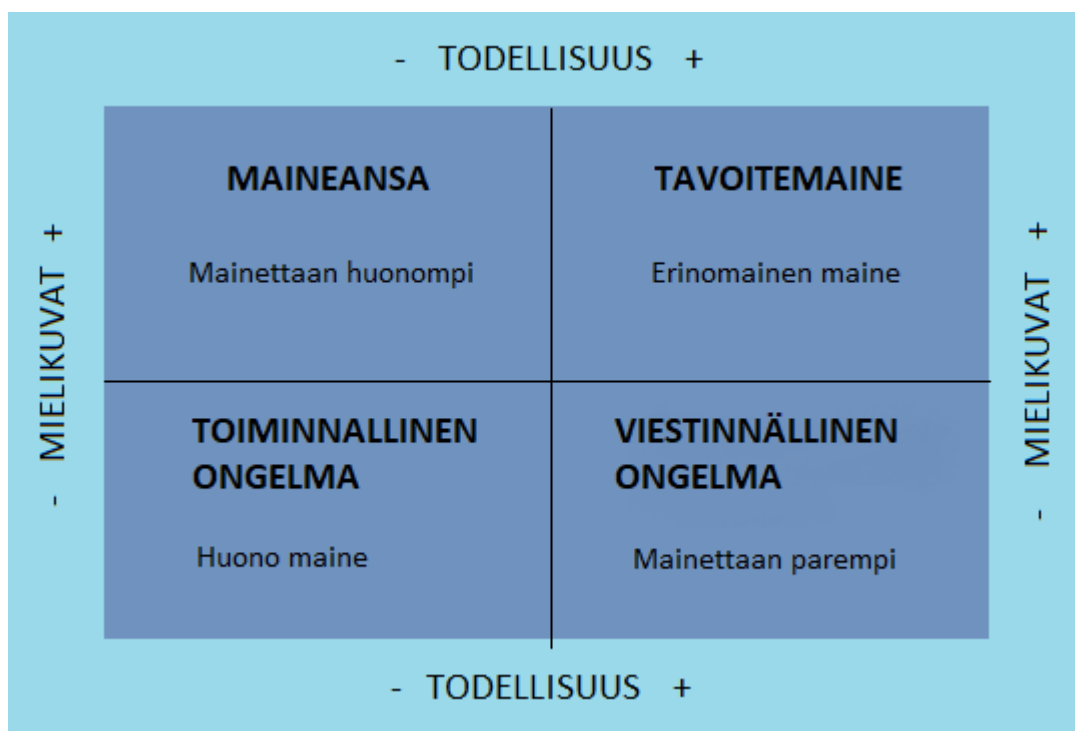 - TODELLISUUS +
- MIELIKUVAT +
MAINEANSA
Mainettaan huonompi
TAVOITEMAINE
Erinomainen maine
TOIMINNALLINEN
ONGELMA
Huono maine
VIESTINNÄLLINEN
ONGELMA
Mainettaan parempi
- MIELIKUVAT +
- TODELLISUUS +